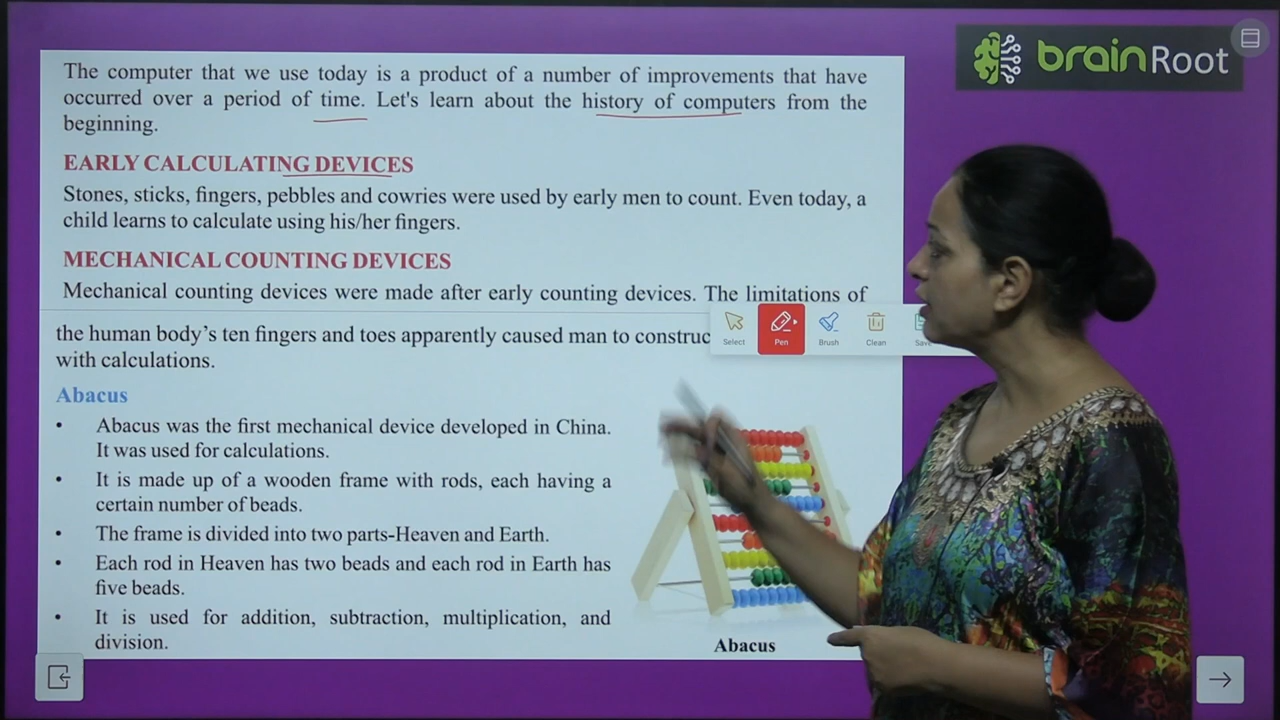 brainRoot
The computer that we use today is a product of a number of improvements that have
occurred over a period of time. Let's learn about the history of computers from the
beginning.
EARLY CALCULATING DEVICES
Stones, sticks, fingers, pebbles and cowries were used by early men to count. Even today, a
child learns to calculate using his/her fingers.
MECHANICAL COUNTING DEVICES
Mechanical counting devices were made after early counting devices. The limitations of
the human body's ten fingers and toes apparently caused man to
with calculations.
Select
Pen
Brush
Clean
Save
Abacus
• Abacus was the first mechanical device developed in China.
It was used for calculations.
• It is made up of a wooden frame with rods, each having a
certain number of beads.
• The frame is divided into two parts-Heaven and Earth.
• Each rod in Heaven has two beads and each rod in Earth has
five beads.
• It is used for addition, subtraction, multiplication, and
division.
Abacus